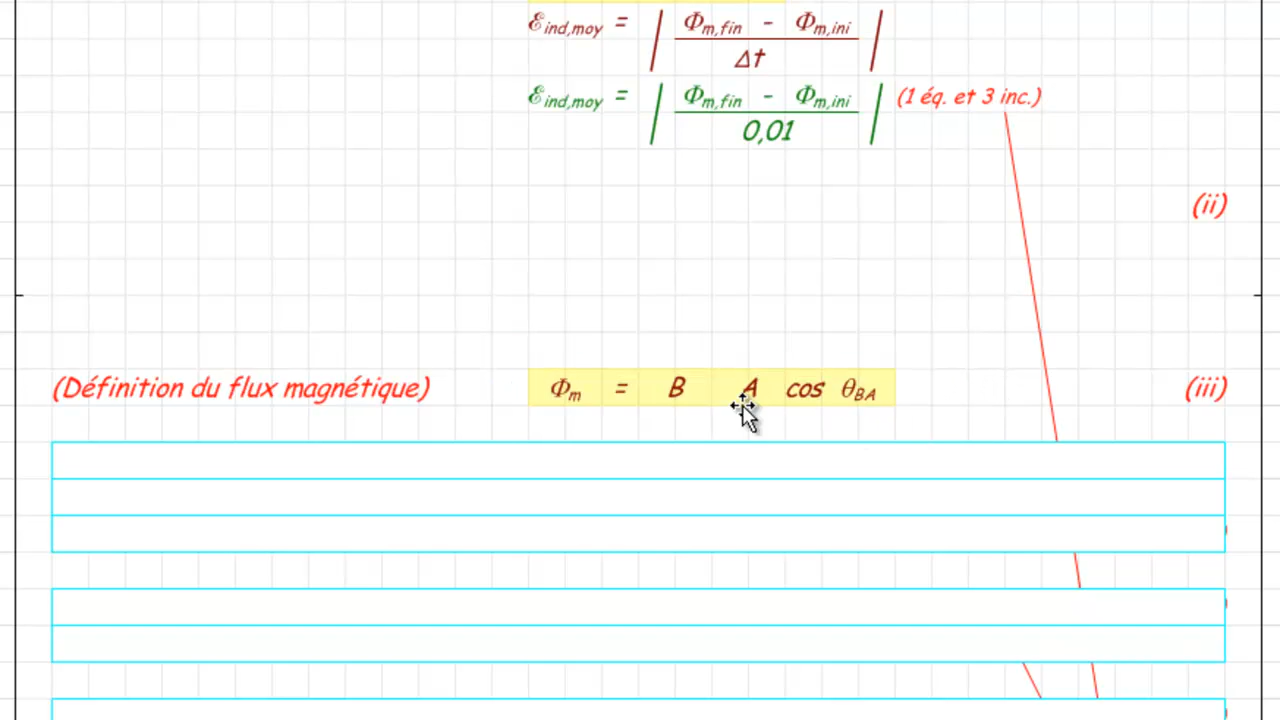 ℰind,moy = | Φm,fin - Φm,ini |
Δt
ℰind,moy = | Φm,fin - Φm,ini | (1 éq. et 3 inc.)
0,01
(ii)
(Définition du flux magnétique) Φm = B A cos θBA (iii)